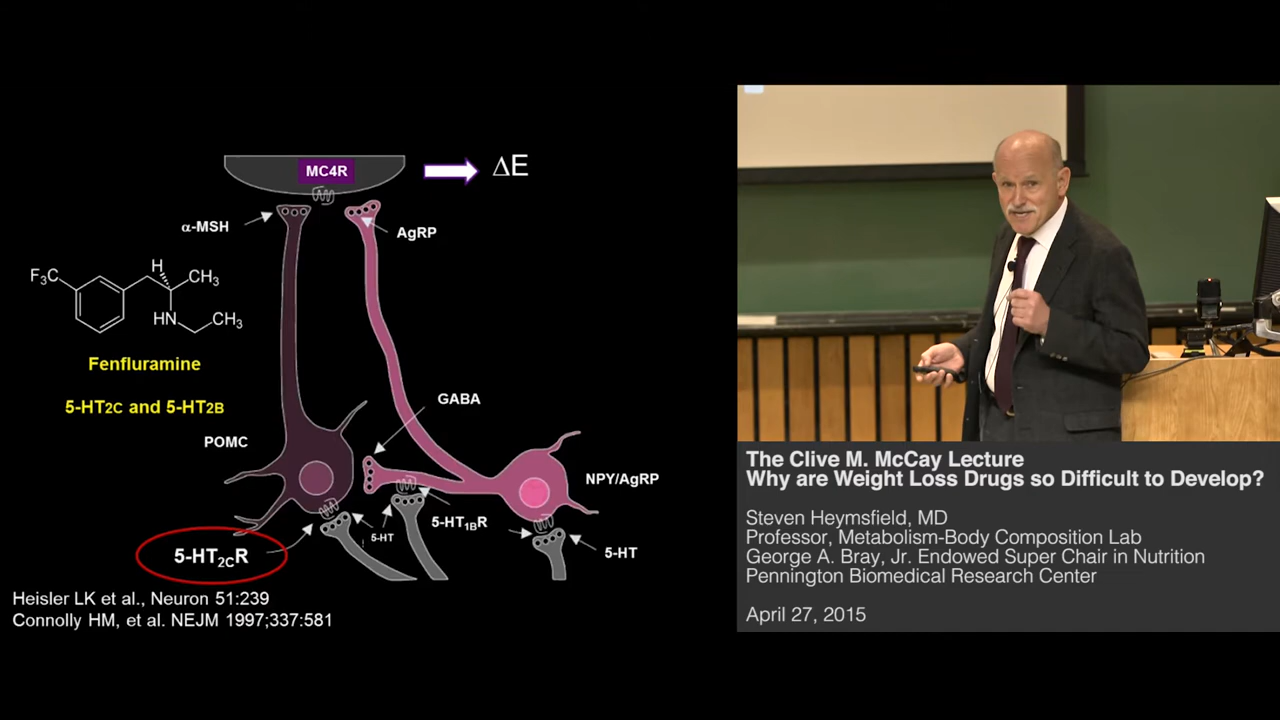 MC4R
ΔE
α-MSH
AgRP
F₃C
H
CH₃
HN
CH₃
Fenfluramine
5-HT2C and 5-HT2B
GABA
POMC
NPY/AgRP
5-HT₁BR
5-HT
5-HT
5-HT₂CR
Heisler LK et al., Neuron 51:239
Connolly HM, et al. NEJM 1997;337:581
The Clive M. McCay Lecture
Why are Weight Loss Drugs so Difficult to Develop?
Steven Heymsfield, MD
Professor, Metabolism-Body Composition Lab
George A. Bray, Jr. Endowed Super Chair in Nutrition
Pennington Biomedical Research Center
April 27, 2015